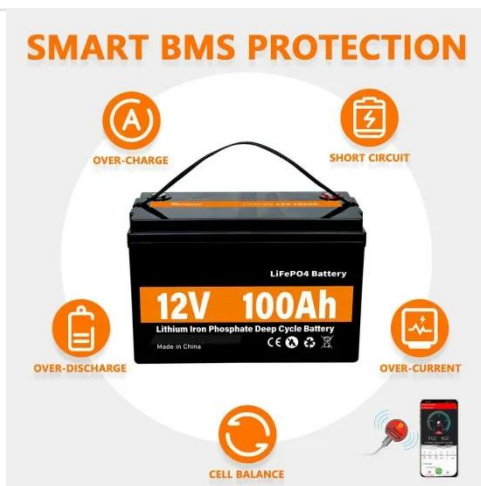 SMART BMS PROTECTION
A
OVER-CHARGE
SHORT CIRCUIT
LiFePO4 Battery
12V 100Ah
Lithium Iron Phosphate Deep Cycle Battery
Made in China
CE
OVER-DISCHARGE
OVER-CURRENT
CELL BALANCE